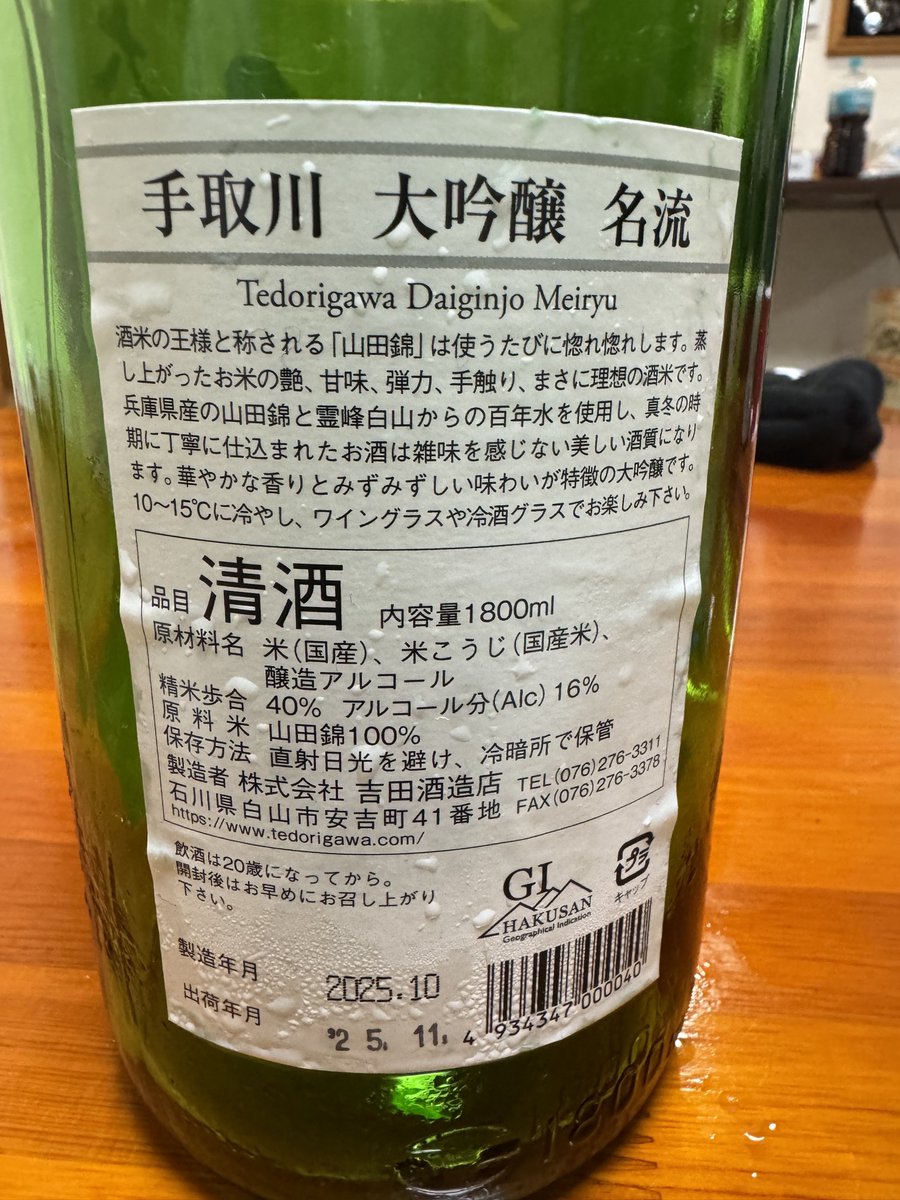 手取川 大吟醸 名流
Tedorigawa Daiginjo Meiryu
酒米の王様と称される「山田錦」は使うたびに惚れ惚れします。蒸
し上がったお米の艶、甘味、弾力、手触り、まさに理想の酒米です。
兵庫県産の山田錦と霊峰白山からの百年水を使用し、真冬の時
期に丁寧に仕込まれたお酒は雑味を感じない美しい酒質になり
ます。華やかな香りとみずみずしい味わいが特徴の大吟醸です。
10〜15℃に冷やし、ワイングラスや冷酒グラスでお楽しみ下さい。
品目 清酒 内容量1800ml
原材料名 米(国産)、米こうじ(国産米)、
醸造アルコール
精米歩合 40% アルコール分(Alc) 16%
原料米 山田錦100%
保存方法 直射日光を避け、冷暗所で保管
製造者 株式会社 吉田酒造店 TEL(076)276-3311
石川県白山市安吉町41番地 FAX(076)276-3378
https://www.tedorigawa.com/
飲酒は20歳になってから。
開封後はお早めにお召し上がり
下さい。
GI
HAKUSAN
Geographical Indication
プラ
キャップ
製造年月 2025.10
出荷年月 '25. 11.
4 934347 000040